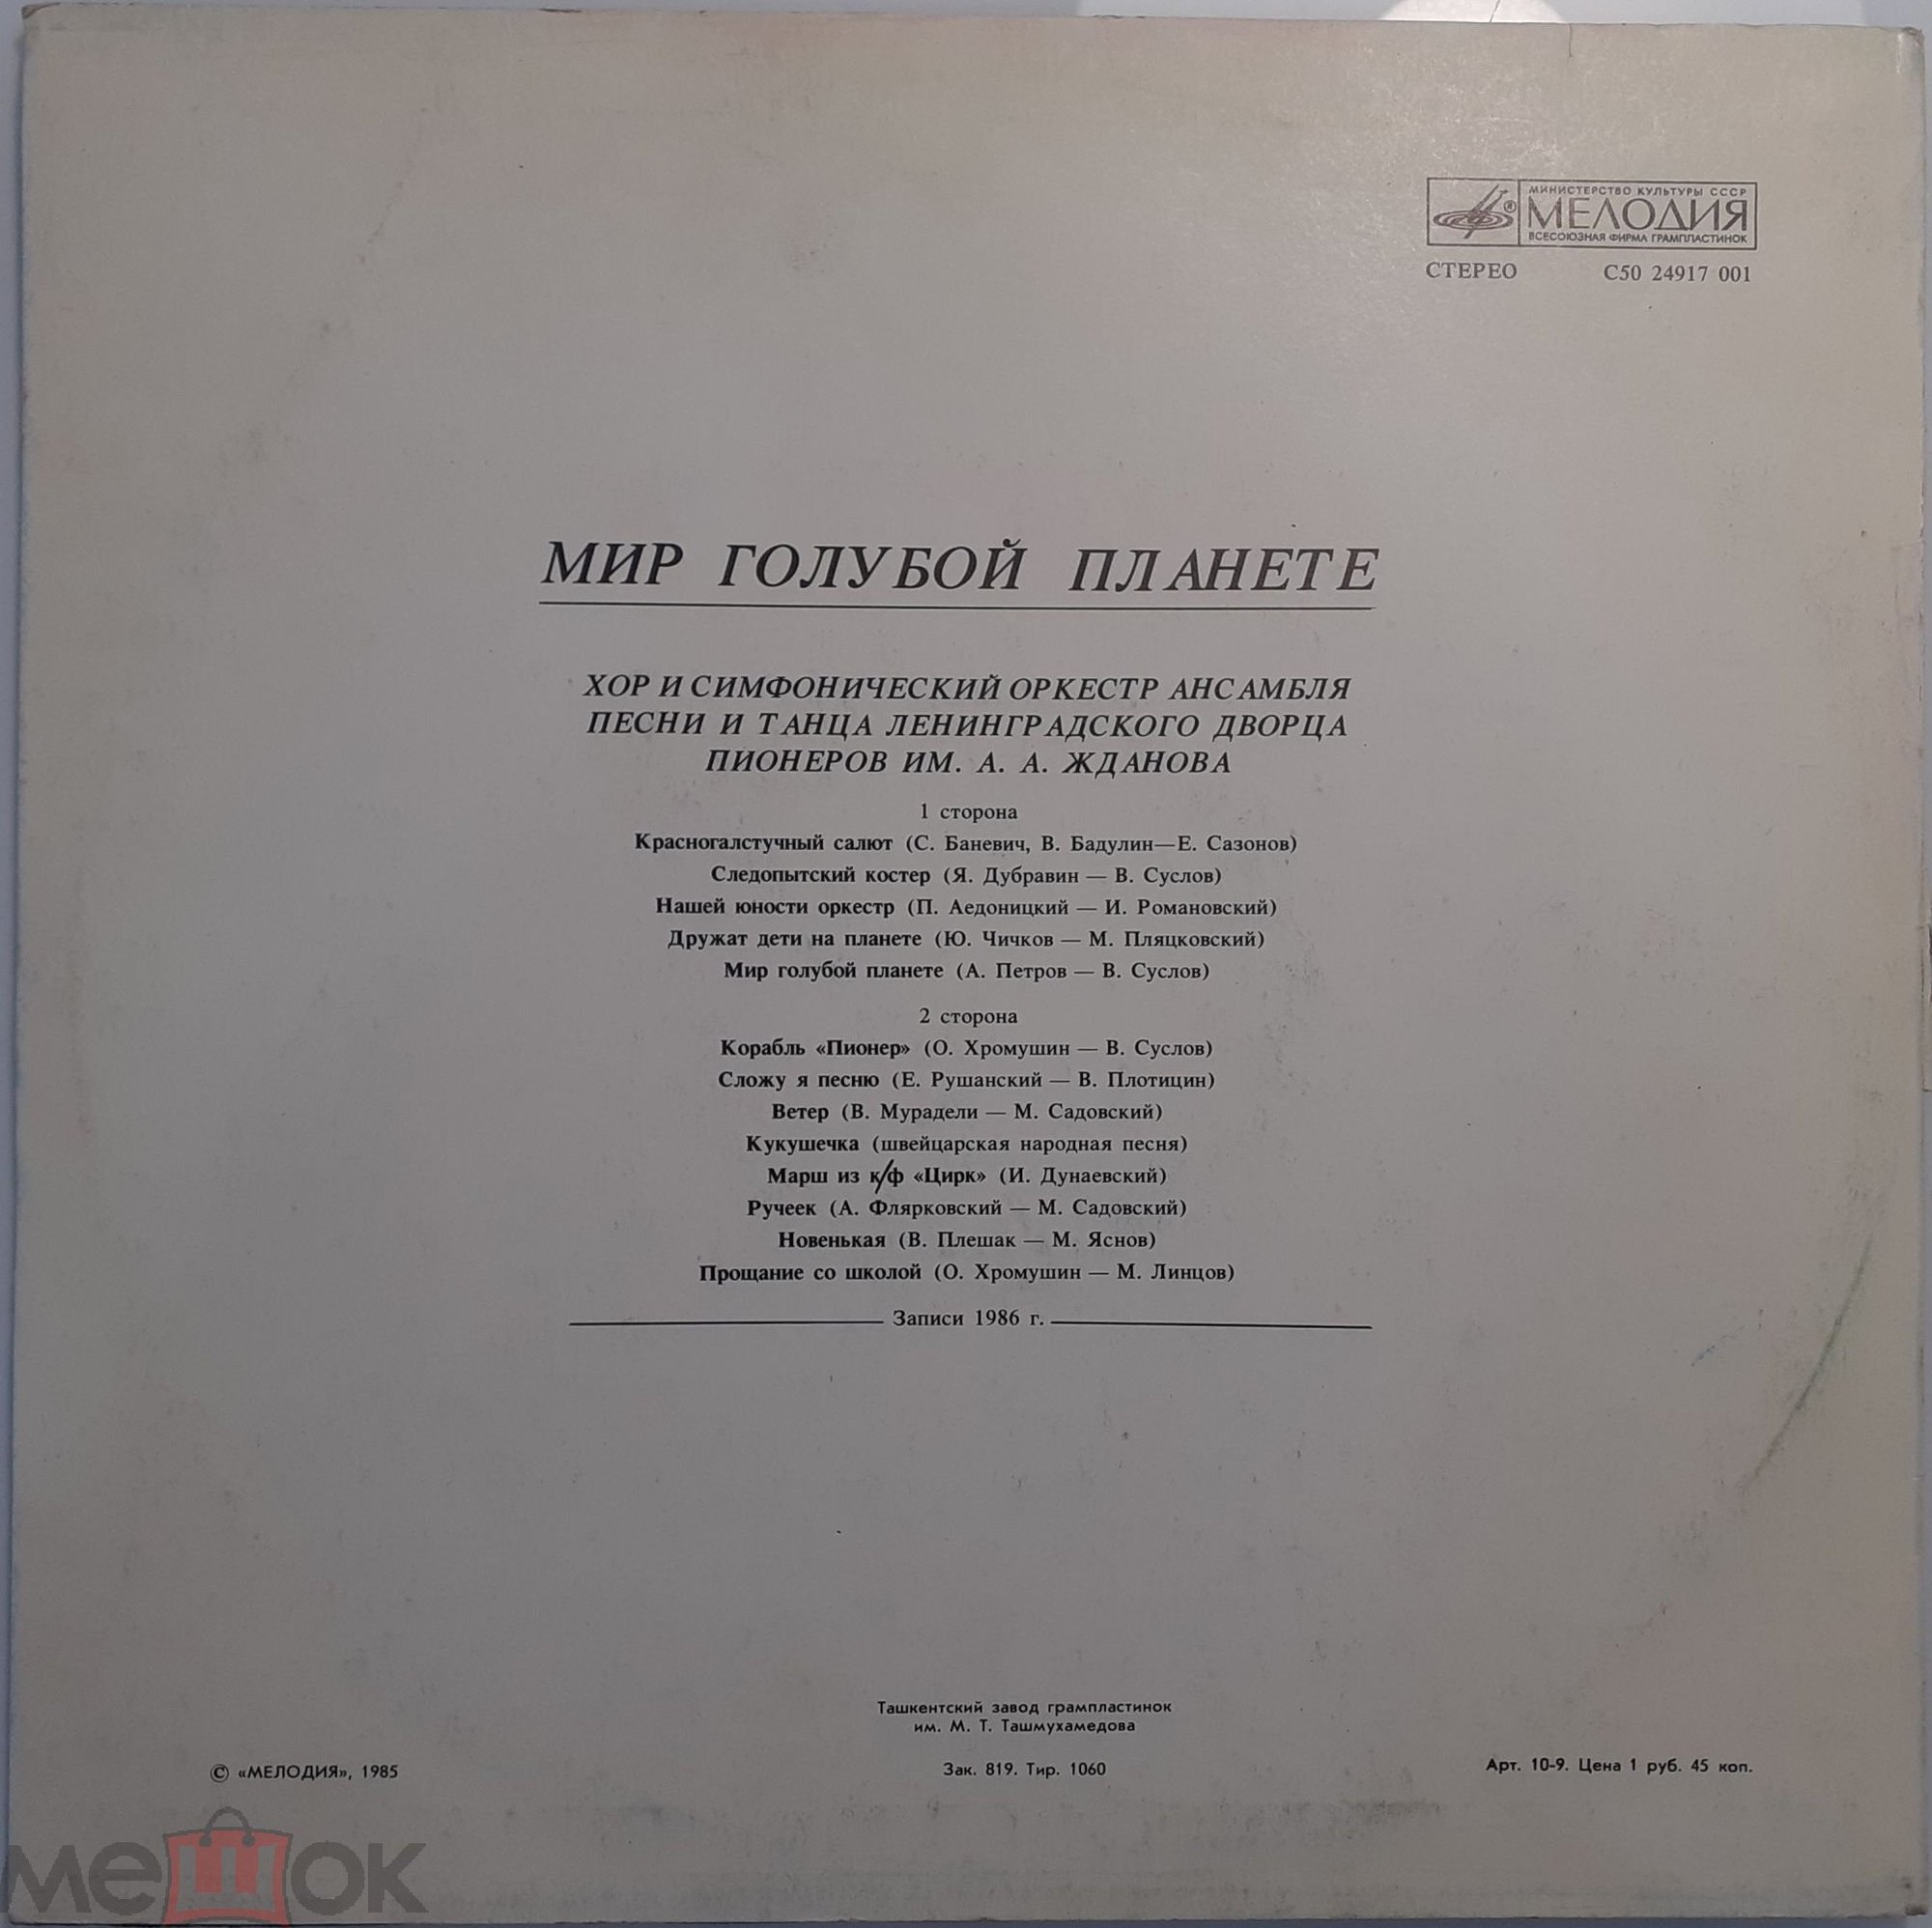 МИНИСТЕРСТВО КУЛЬТУРЫ СССР
МЕЛОДИЯ
ВСЕСОЮЗНАЯ ФИРМА ГРАМПЛАСТИНОК
СТЕРЕО С50 24917 001
МИР ГОЛУБОЙ ПЛАНЕТЕ
ХОР И СИМФОНИЧЕСКИЙ ОРКЕСТР АНСАМБЛЯ
ПЕСНИ И ТАНЦА ЛЕНИНГРАДСКОГО ДВОРЦА
ПИОНЕРОВ ИМ. А. А. ЖДАНОВА
1 сторона
Красногалстучный салют (С. Баневич, В. Бадулин—Е. Сазонов)
Следопытский костер (Я. Дубравин — В. Суслов)
Нашей юности оркестр (П. Аедоницкий — И. Романовский)
Дружат дети на планете (Ю. Чичков — М. Пляцковский)
Мир голубой планете (А. Петров — В. Суслов)
2 сторона
Корабль «Пионер» (О. Хромушин — В. Суслов)
Сложу я песню (Е. Рушанский — В. Плотицин)
Ветер (В. Мурадели — М. Садовский)
Кукушечка (швейцарская народная песня)
Марш из к/ф «Цирк» (И. Дунаевский)
Ручеек (А. Флярковский — М. Садовский)
Новенькая (В. Плешак — М. Яснов)
Прощание со школой (О. Хромушин — М. Линцов)
Записи 1986 г.
Ташкентский завод грампластинок
им. М. Т. Ташмухамедова
© «МЕЛОДИЯ», 1985 Зак. 819. Тир. 1060 Арт. 10-9. Цена 1 руб. 45 коп.
мешок